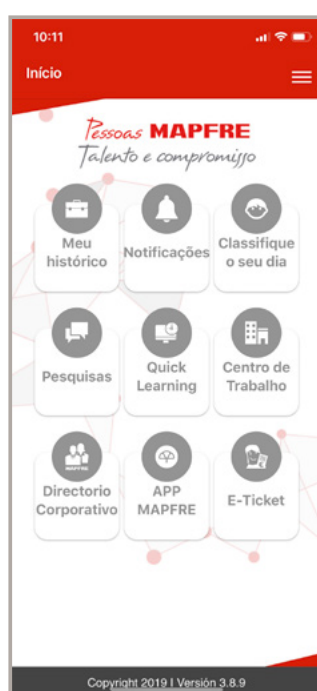 10:11
Início
Pessoas MAPFRE
Talento e compromisso
Meu
histórico
Notificações
Classifique
o seu dia
Pesquisas
Quick
Learning
Centro de
Trabalho
MAPFRE
Directorio
Corporativo
APP
MAPFRE
E-Ticket
Copyright 2019 | Versión 3.8.9